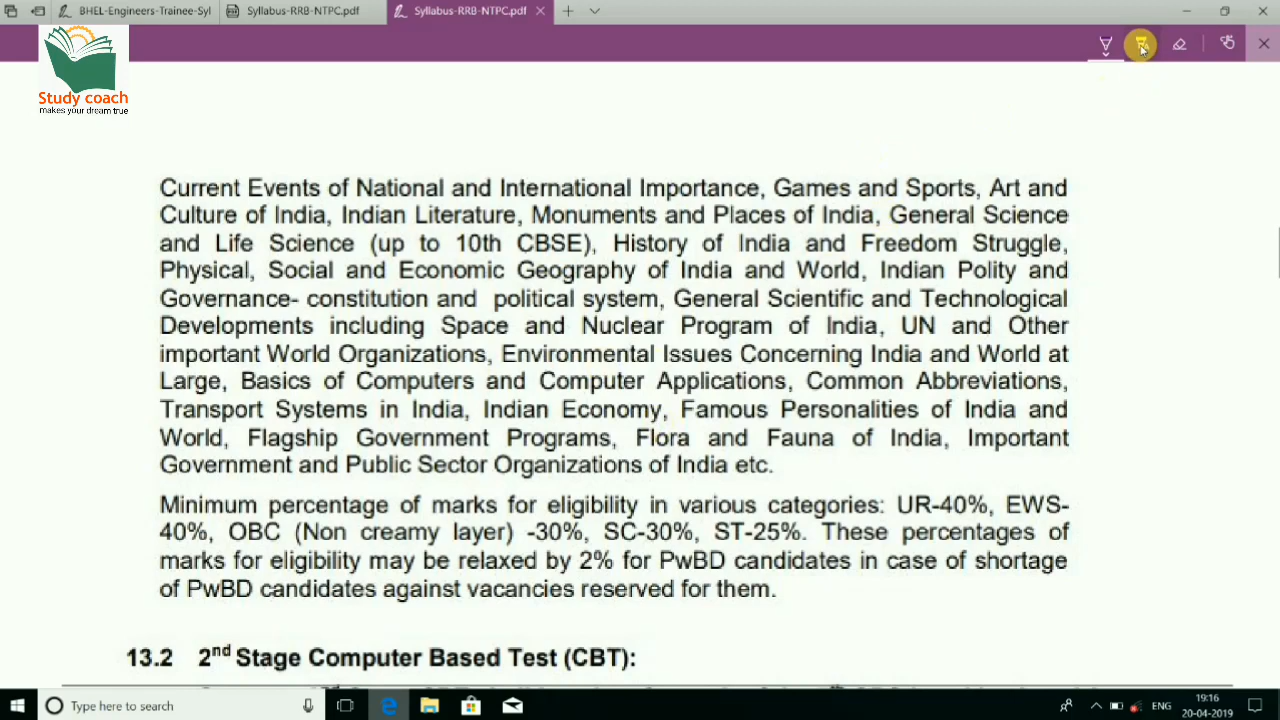 BHEL-Engineers-Trainee-Syl
Syllabus-RRB-NTPC.pdf
Syllabus-RRB-NTPC.pdf
Study coach
makes your dream true
Current Events of National and International Importance, Games and Sports, Art and
Culture of India, Indian Literature, Monuments and Places of India, General Science
and Life Science (up to 10th CBSE), History of India and Freedom Struggle,
Physical, Social and Economic Geography of India and World, Indian Polity and
Governance- constitution and political system, General Scientific and Technological
Developments including Space and Nuclear Program of India, UN and Other
important World Organizations, Environmental Issues Concerning India and World at
Large, Basics of Computers and Computer Applications, Common Abbreviations,
Transport Systems in India, Indian Economy, Famous Personalities of India and
World, Flagship Government Programs, Flora and Fauna of India, Important
Government and Public Sector Organizations of India etc.
Minimum percentage of marks for eligibility in various categories: UR-40%, EWS-
40%, OBC (Non creamy layer) -30%, SC-30%, ST-25%. These percentages of
marks for eligibility may be relaxed by 2% for PwBD candidates in case of shortage
of PwBD candidates against vacancies reserved for them.
13.2 2nd Stage Computer Based Test (CBT):
Type here to search
ENG
19:16
20-04-2019